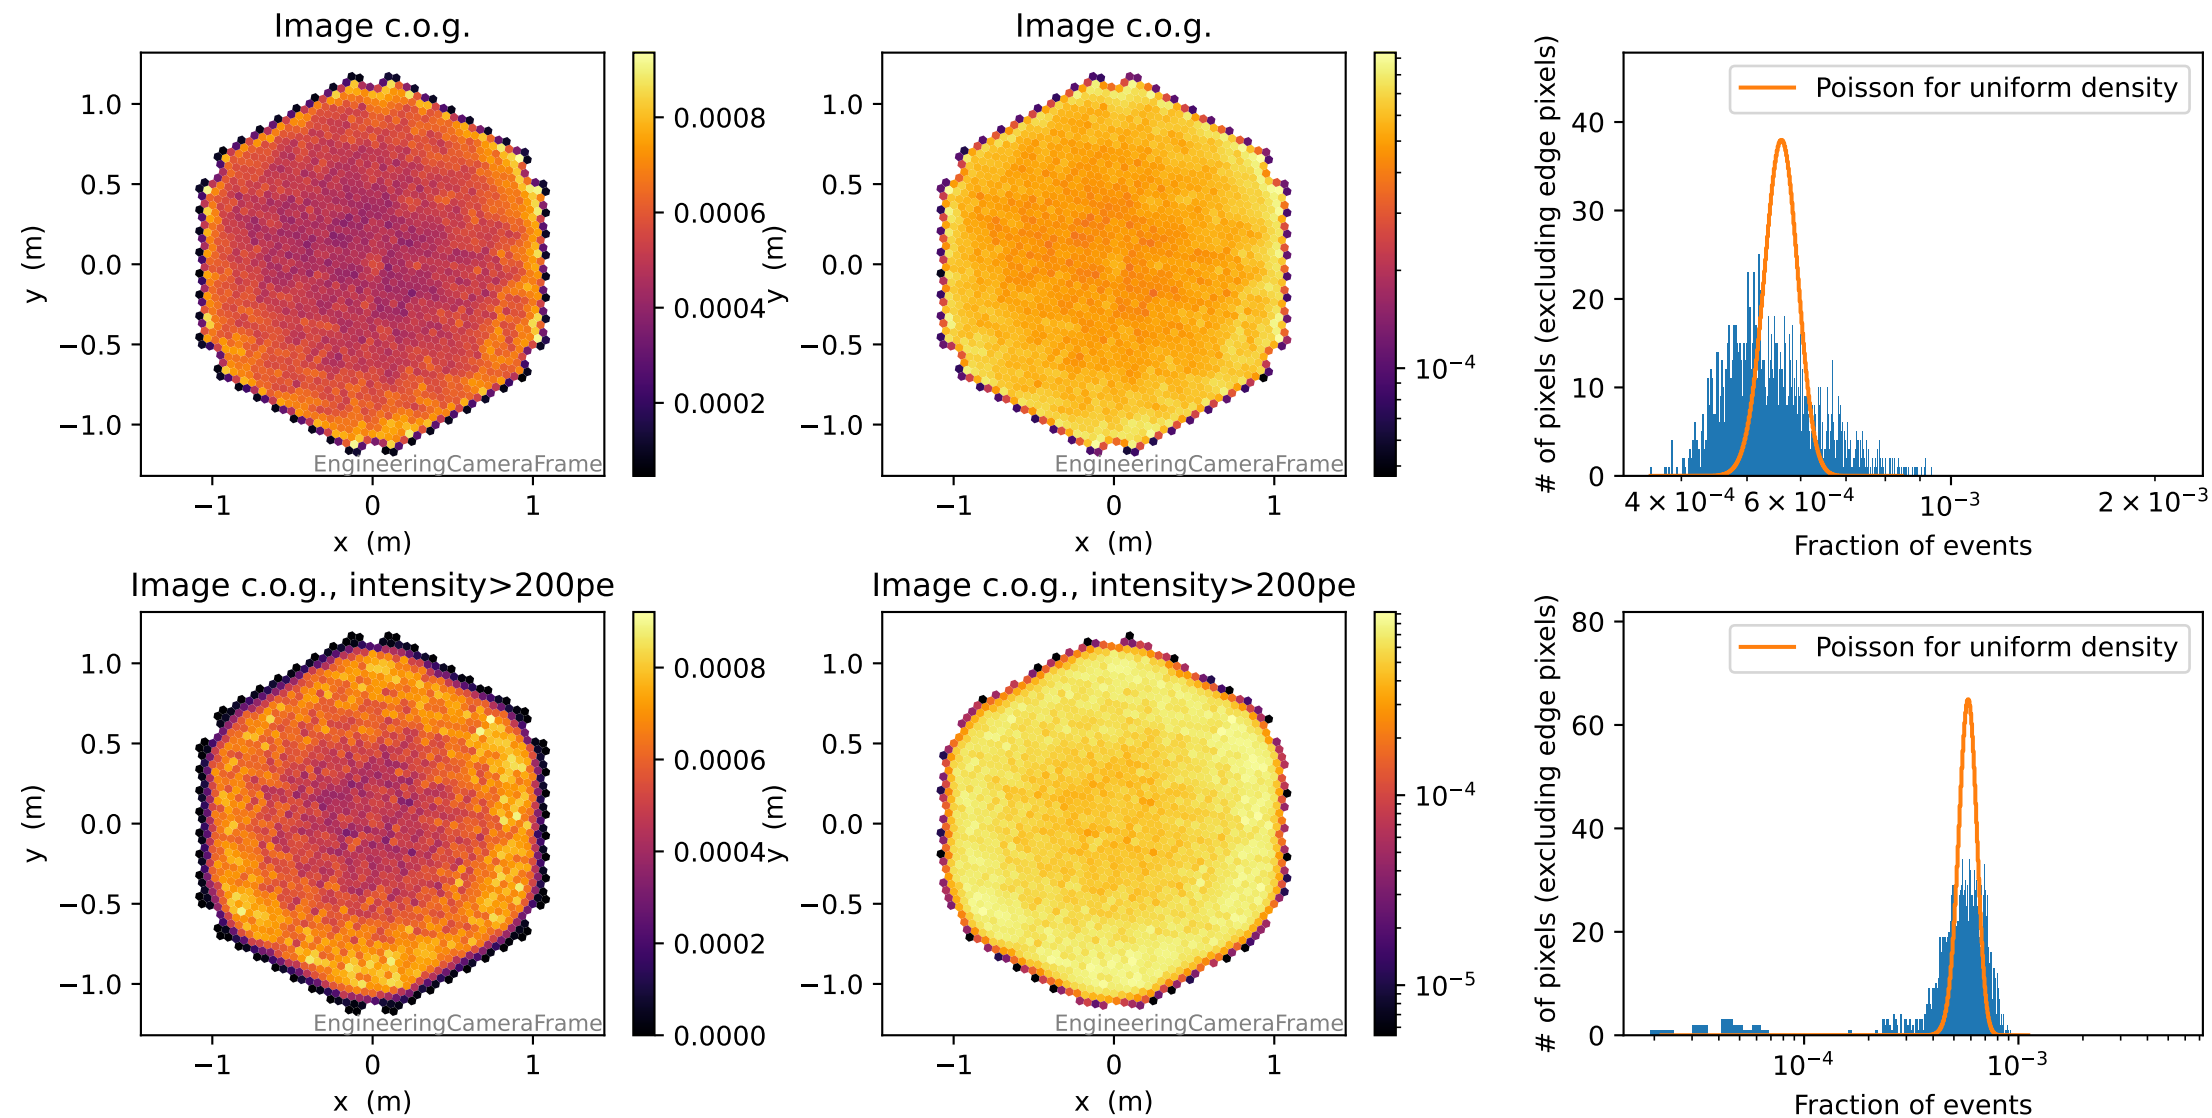 Image c.o.g.
1.0
0.5
0.0
−0.5
−1.0
y (m)
−1
0
1
x (m)
EngineeringCameraFrame
0.0008
0.0006
0.0004
0.0002
Image c.o.g.
1.0
0.5
0.0
−0.5
−1.0
y (m)
−1
0
1
x (m)
EngineeringCameraFrame
10⁻⁴
Poisson for uniform density
# of pixels (excluding edge pixels)
40
30
20
10
0
4 × 10⁻⁴
6 × 10⁻⁴
10⁻³
2 × 10⁻³
Fraction of events
Image c.o.g., intensity>200pe
1.0
0.5
0.0
−0.5
−1.0
y (m)
−1
0
1
x (m)
EngineeringCameraFrame
0.0008
0.0006
0.0004
0.0002
0.0000
Image c.o.g., intensity>200pe
1.0
0.5
0.0
−0.5
−1.0
y (m)
−1
0
1
x (m)
EngineeringCameraFrame
10⁻⁴
10⁻⁵
Poisson for uniform density
# of pixels (excluding edge pixels)
80
60
40
20
0
10⁻⁴
10⁻³
Fraction of events